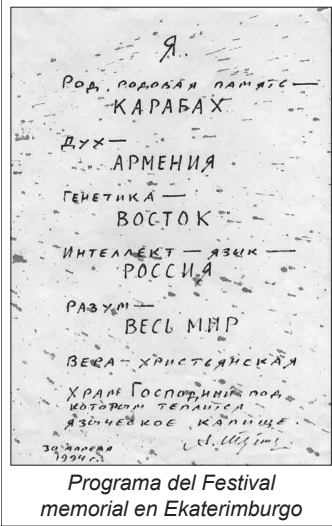 Я.
Род, родовая память —
КАРАБАХ
Дух —
АРМЕНИЯ
Генетика —
ВОСТОК
Интеллект — язык —
РОССИЯ
Разум —
ВЕСЬ МИР
Вера — христьянская
Храм Господний под
которым теплится
языческое капище.
30 апреля
1994 г.
Programa del Festival
memorial en Ekaterimburgo